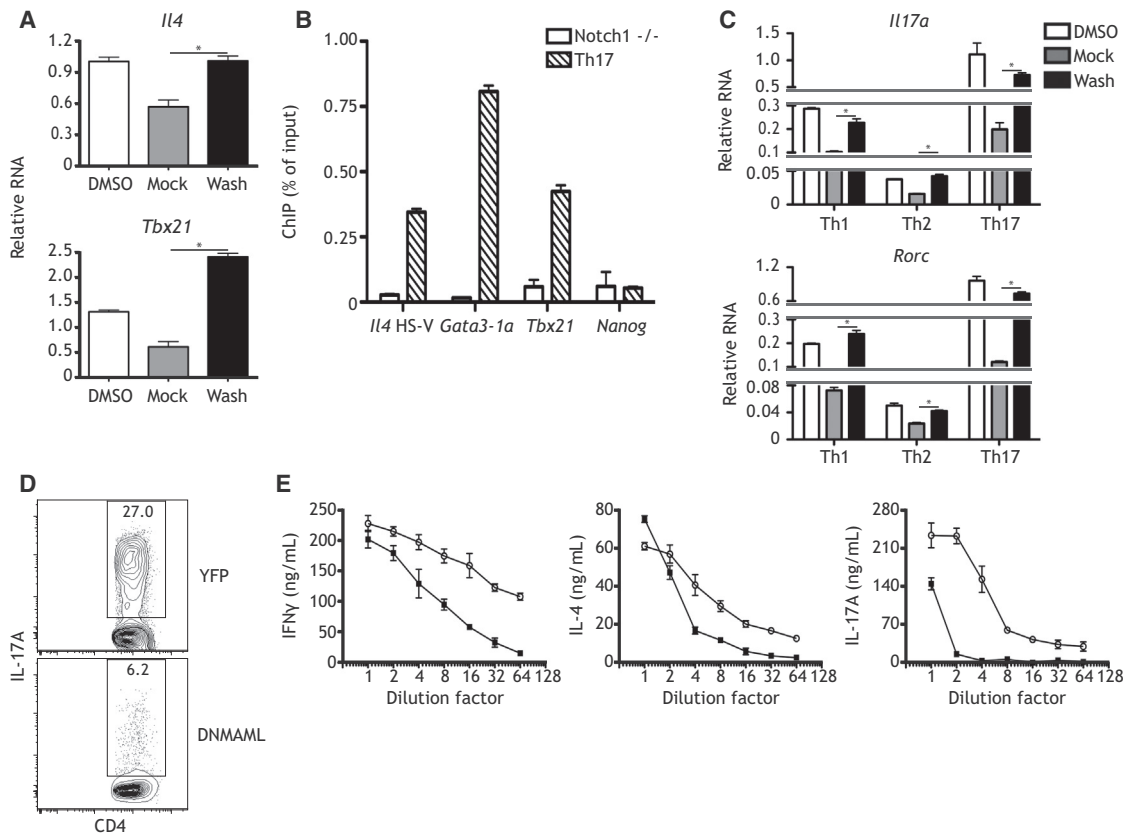 A
Il4
Relative RNA
1.2
0.9
0.6
0.3
0
DMSO Mock Wash
*
Tbx21
2.5
2.0
1.5
1.0
0.5
0
DMSO Mock Wash
*
B
Notch1 -/-
Th17
ChIP (% of input)
1.00
0.75
0.50
0.25
0
Il4 HS-V Gata3-1a Tbx21 Nanog
C
Il17a
DMSO
Mock
Wash
Relative RNA
1.5
1.0
0.5
0.3
0.2
0.1
0.05
0
* * *
Th1 Th2 Th17
Rorc
Relative RNA
1.2
0.6
0.3
0.2
0.1
0.08
0.04
0
* * *
Th1 Th2 Th17
D
27.0
YFP
6.2
DNMAML
IL-17A
CD4
E
IFNγ (ng/mL)
250
200
150
100
50
0
1 2 4 8 16 32 64 128
Dilution factor
IL-4 (ng/mL)
80
60
40
20
0
1 2 4 8 16 32 64 128
Dilution factor
IL-17A (ng/mL)
280
210
140
70
0
1 2 4 8 16 32 64 128
Dilution factor